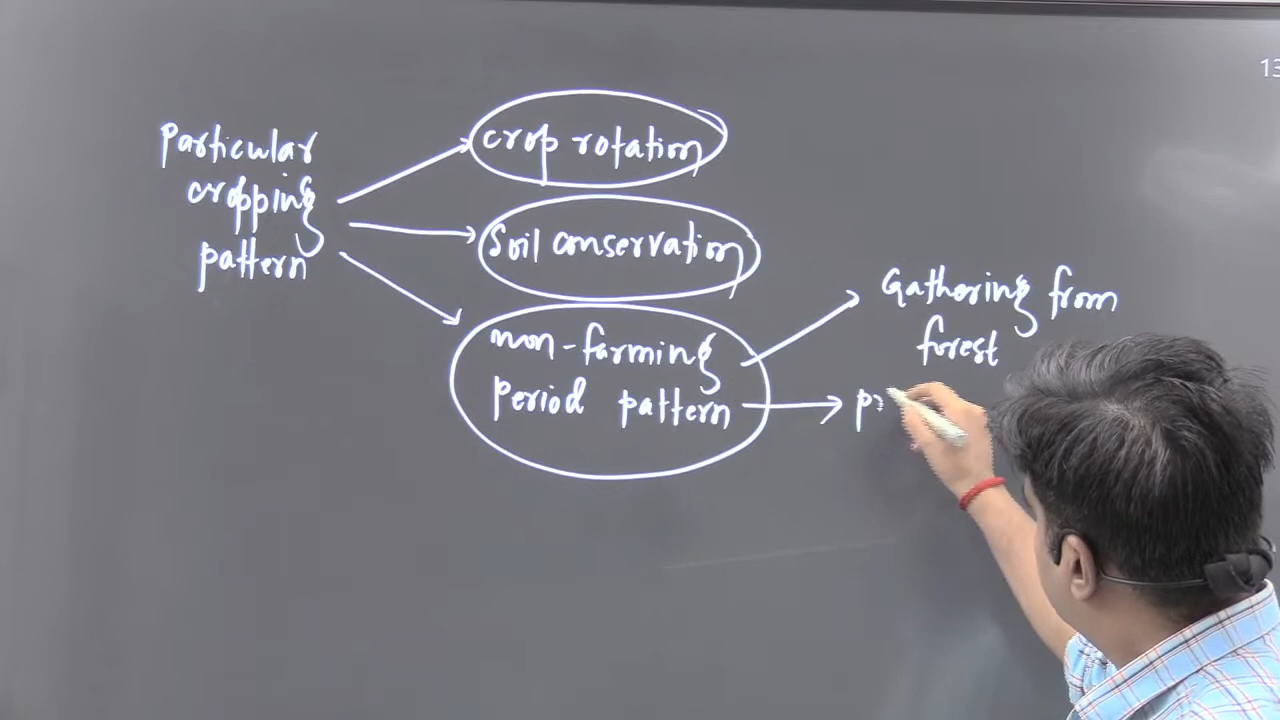 13
Particular
cropping
pattern
crop rotation
Soil conservation
non-farming
period pattern
Gathering from
forest